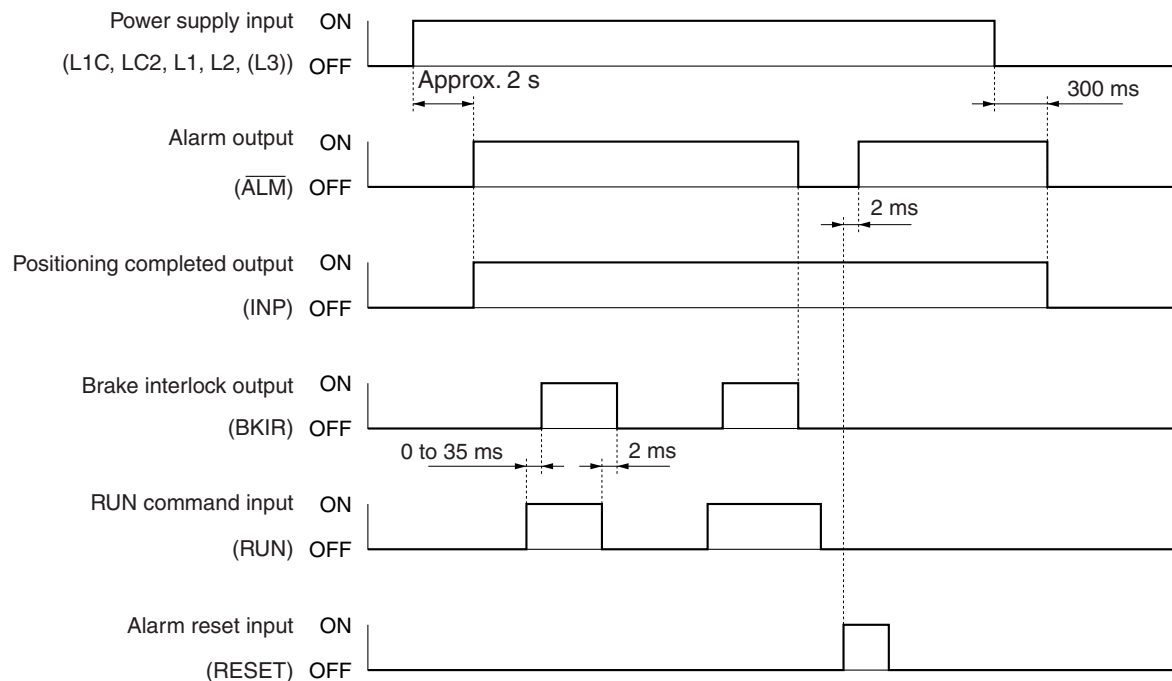 Power supply input ON
(L1C, LC2, L1, L2, (L3)) OFF
Approx. 2 s
300 ms
Alarm output ON
(ALM) OFF
2 ms
Positioning completed output ON
(INP) OFF
Brake interlock output ON
(BKIR) OFF
0 to 35 ms 2 ms
RUN command input ON
(RUN) OFF
Alarm reset input ON
(RESET) OFF